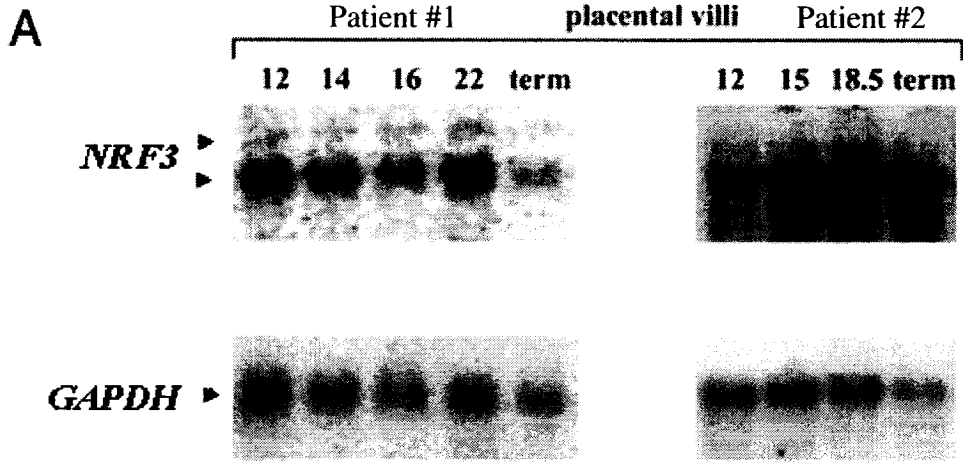 A
Patient #1 placental villi Patient #2
12 14 16 22 term 12 15 18.5 term
NRF3
GAPDH